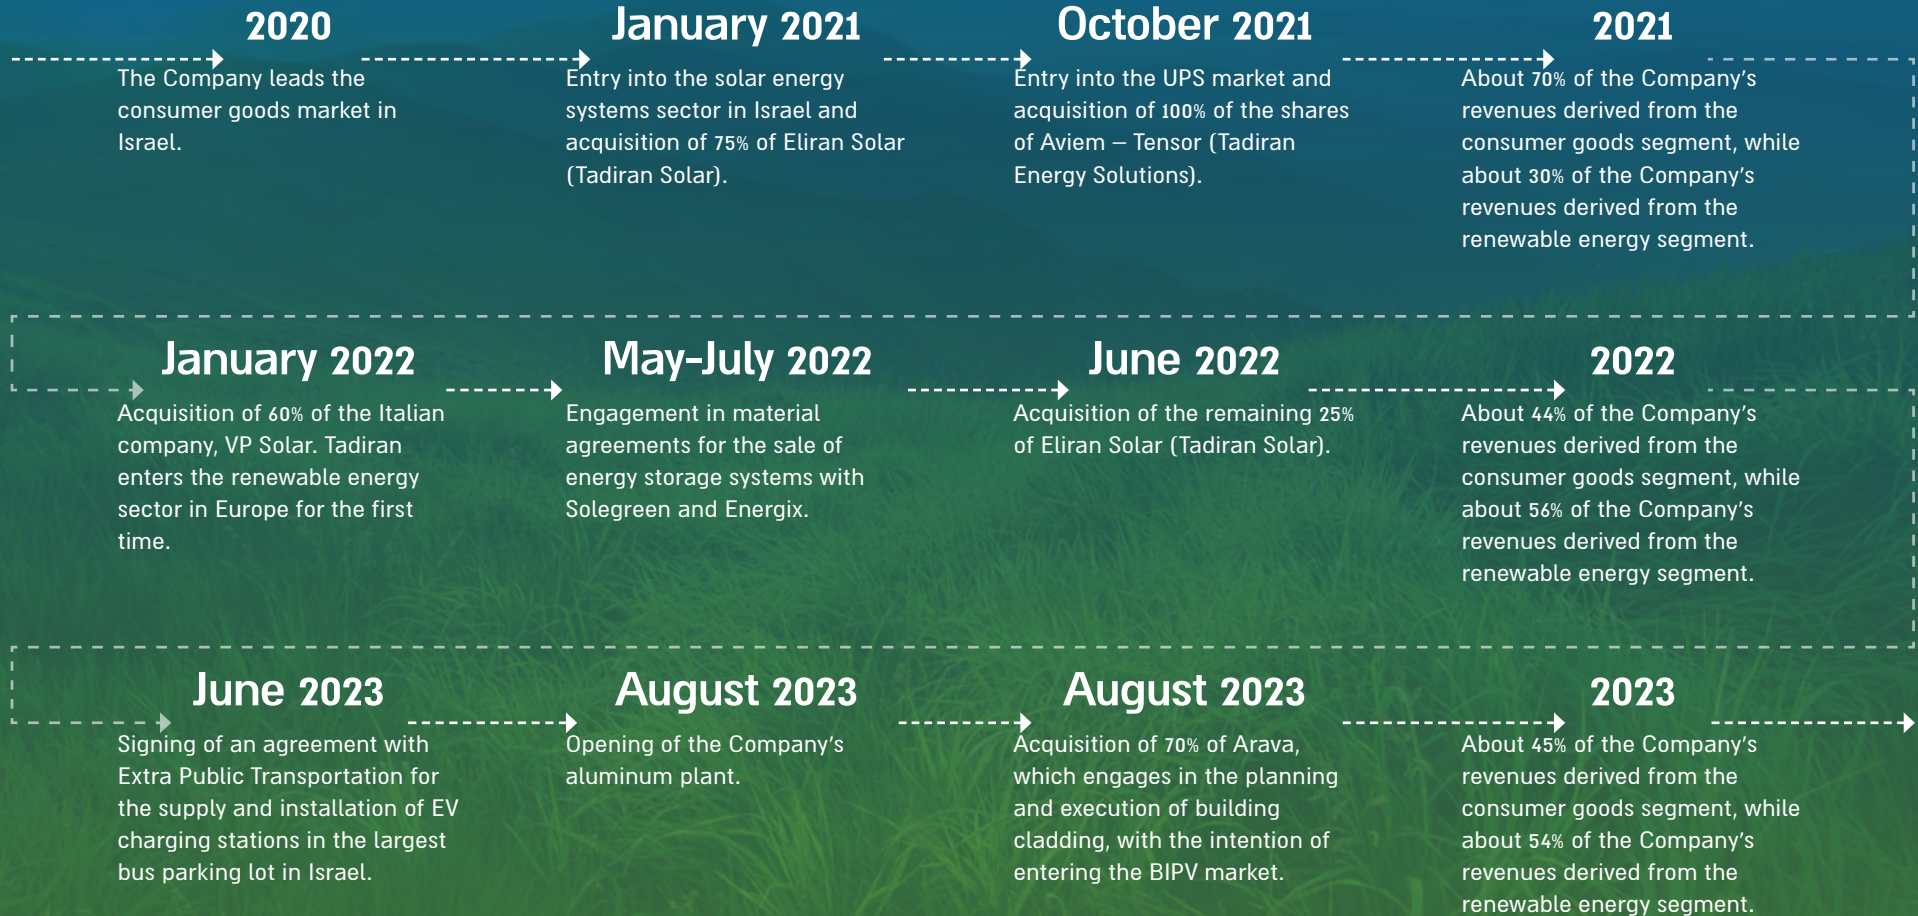 2020
The Company leads the
consumer goods market in
Israel.
January 2021
Entry into the solar energy
systems sector in Israel and
acquisition of 75% of Eliran Solar
(Tadiran Solar).
October 2021
Entry into the UPS market and
acquisition of 100% of the shares
of Aviem – Tensor (Tadiran
Energy Solutions).
2021
About 70% of the Company's
revenues derived from the
consumer goods segment, while
about 30% of the Company's
revenues derived from the
renewable energy segment.
January 2022
Acquisition of 60% of the Italian
company, VP Solar. Tadiran
enters the renewable energy
sector in Europe for the first
time.
May-July 2022
Engagement in material
agreements for the sale of
energy storage systems with
Solegreen and Energix.
June 2022
Acquisition of the remaining 25%
of Eliran Solar (Tadiran Solar).
2022
About 44% of the Company's
revenues derived from the
consumer goods segment, while
about 56% of the Company's
revenues derived from the
renewable energy segment.
June 2023
Signing of an agreement with
Extra Public Transportation for
the supply and installation of EV
charging stations in the largest
bus parking lot in Israel.
August 2023
Opening of the Company's
aluminum plant.
August 2023
Acquisition of 70% of Arava,
which engages in the planning
and execution of building
cladding, with the intention of
entering the BIPV market.
2023
About 45% of the Company's
revenues derived from the
consumer goods segment, while
about 54% of the Company's
revenues derived from the
renewable energy segment.